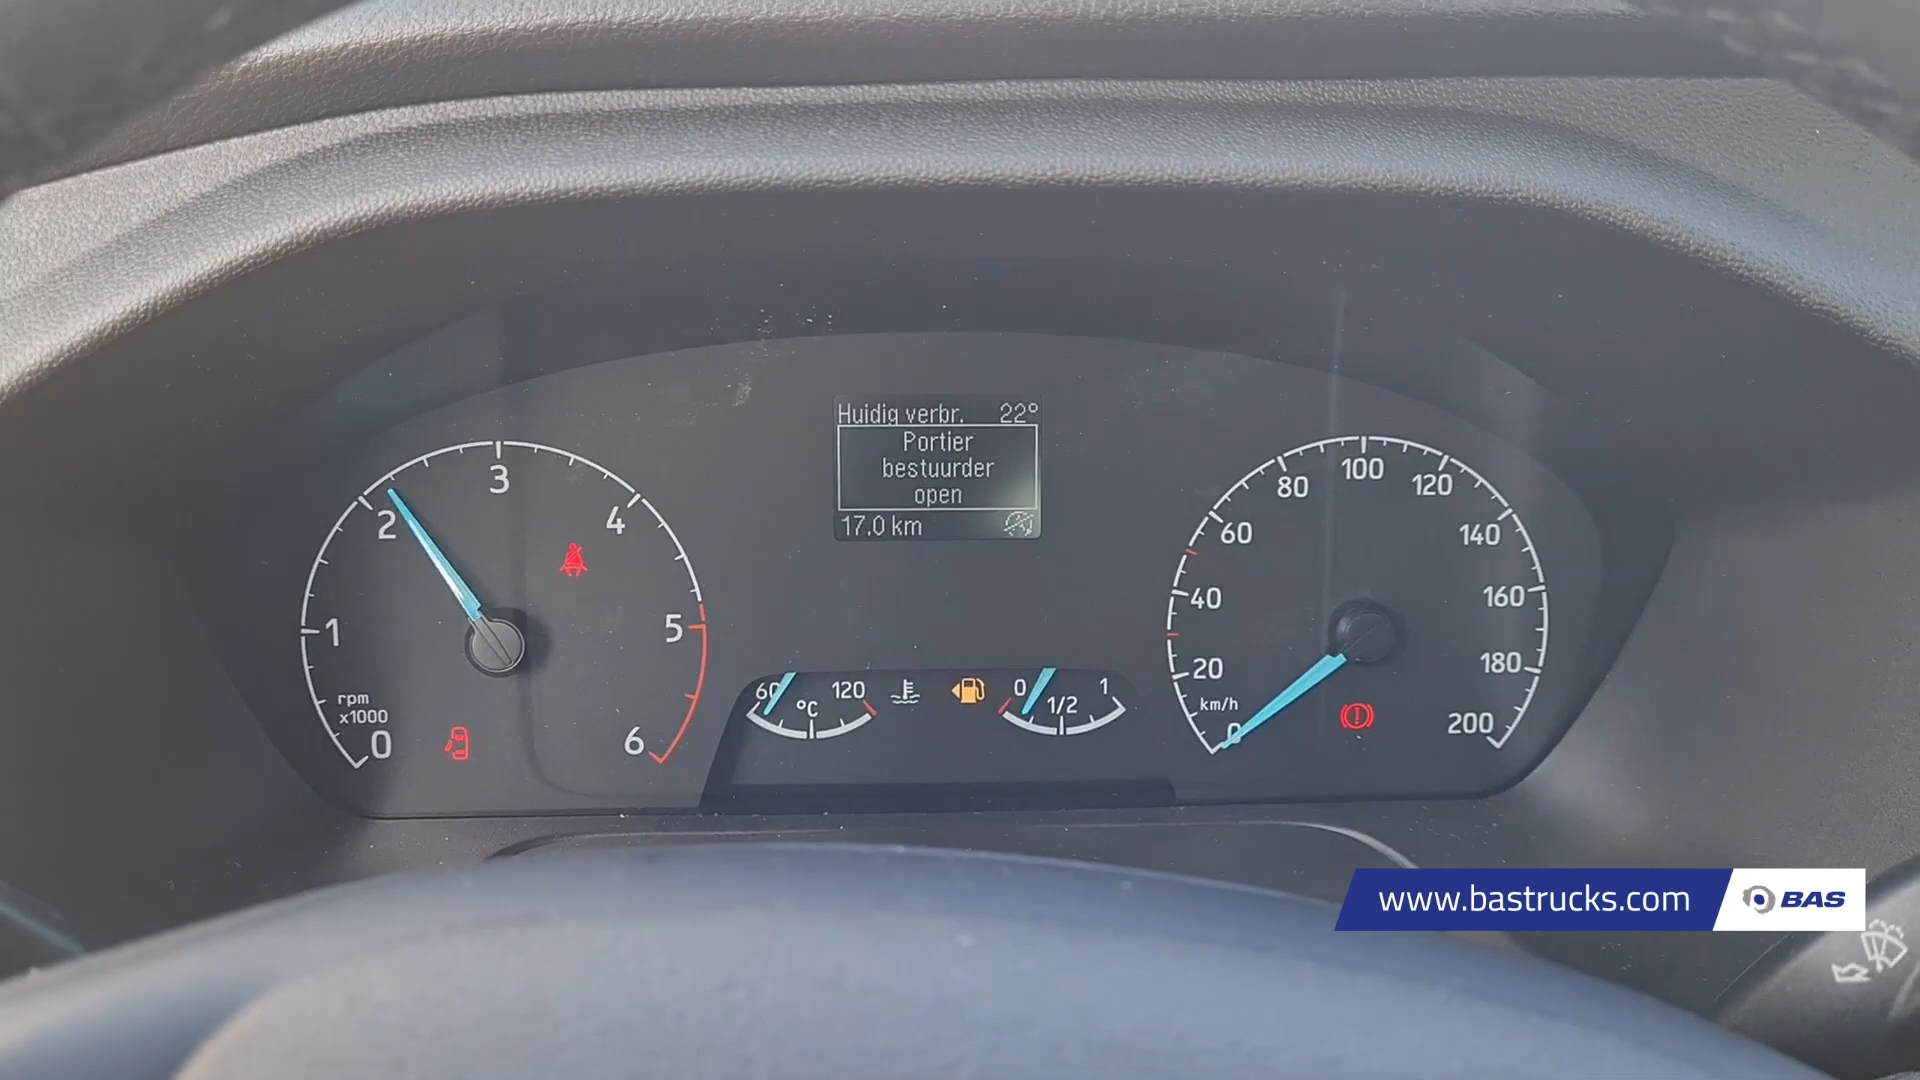 Huidig verbr. 22°
Portier
bestuurder
open
17.0 km
0
1
2
3
4
5
6
rpm
x1000
60
120
°C
0
1/2
1
0
20
40
60
80
100
120
140
160
180
200
km/h
www.bastrucks.com
BAS